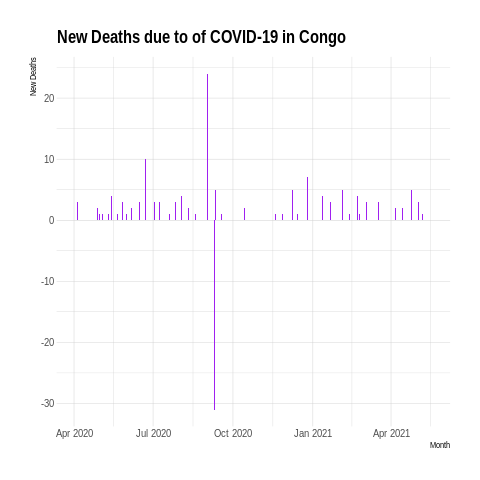 New Deaths due to of COVID-19 in Congo
New Deaths
20
10
0
-10
-20
-30
Apr 2020 Jul 2020 Oct 2020 Jan 2021 Apr 2021
Month